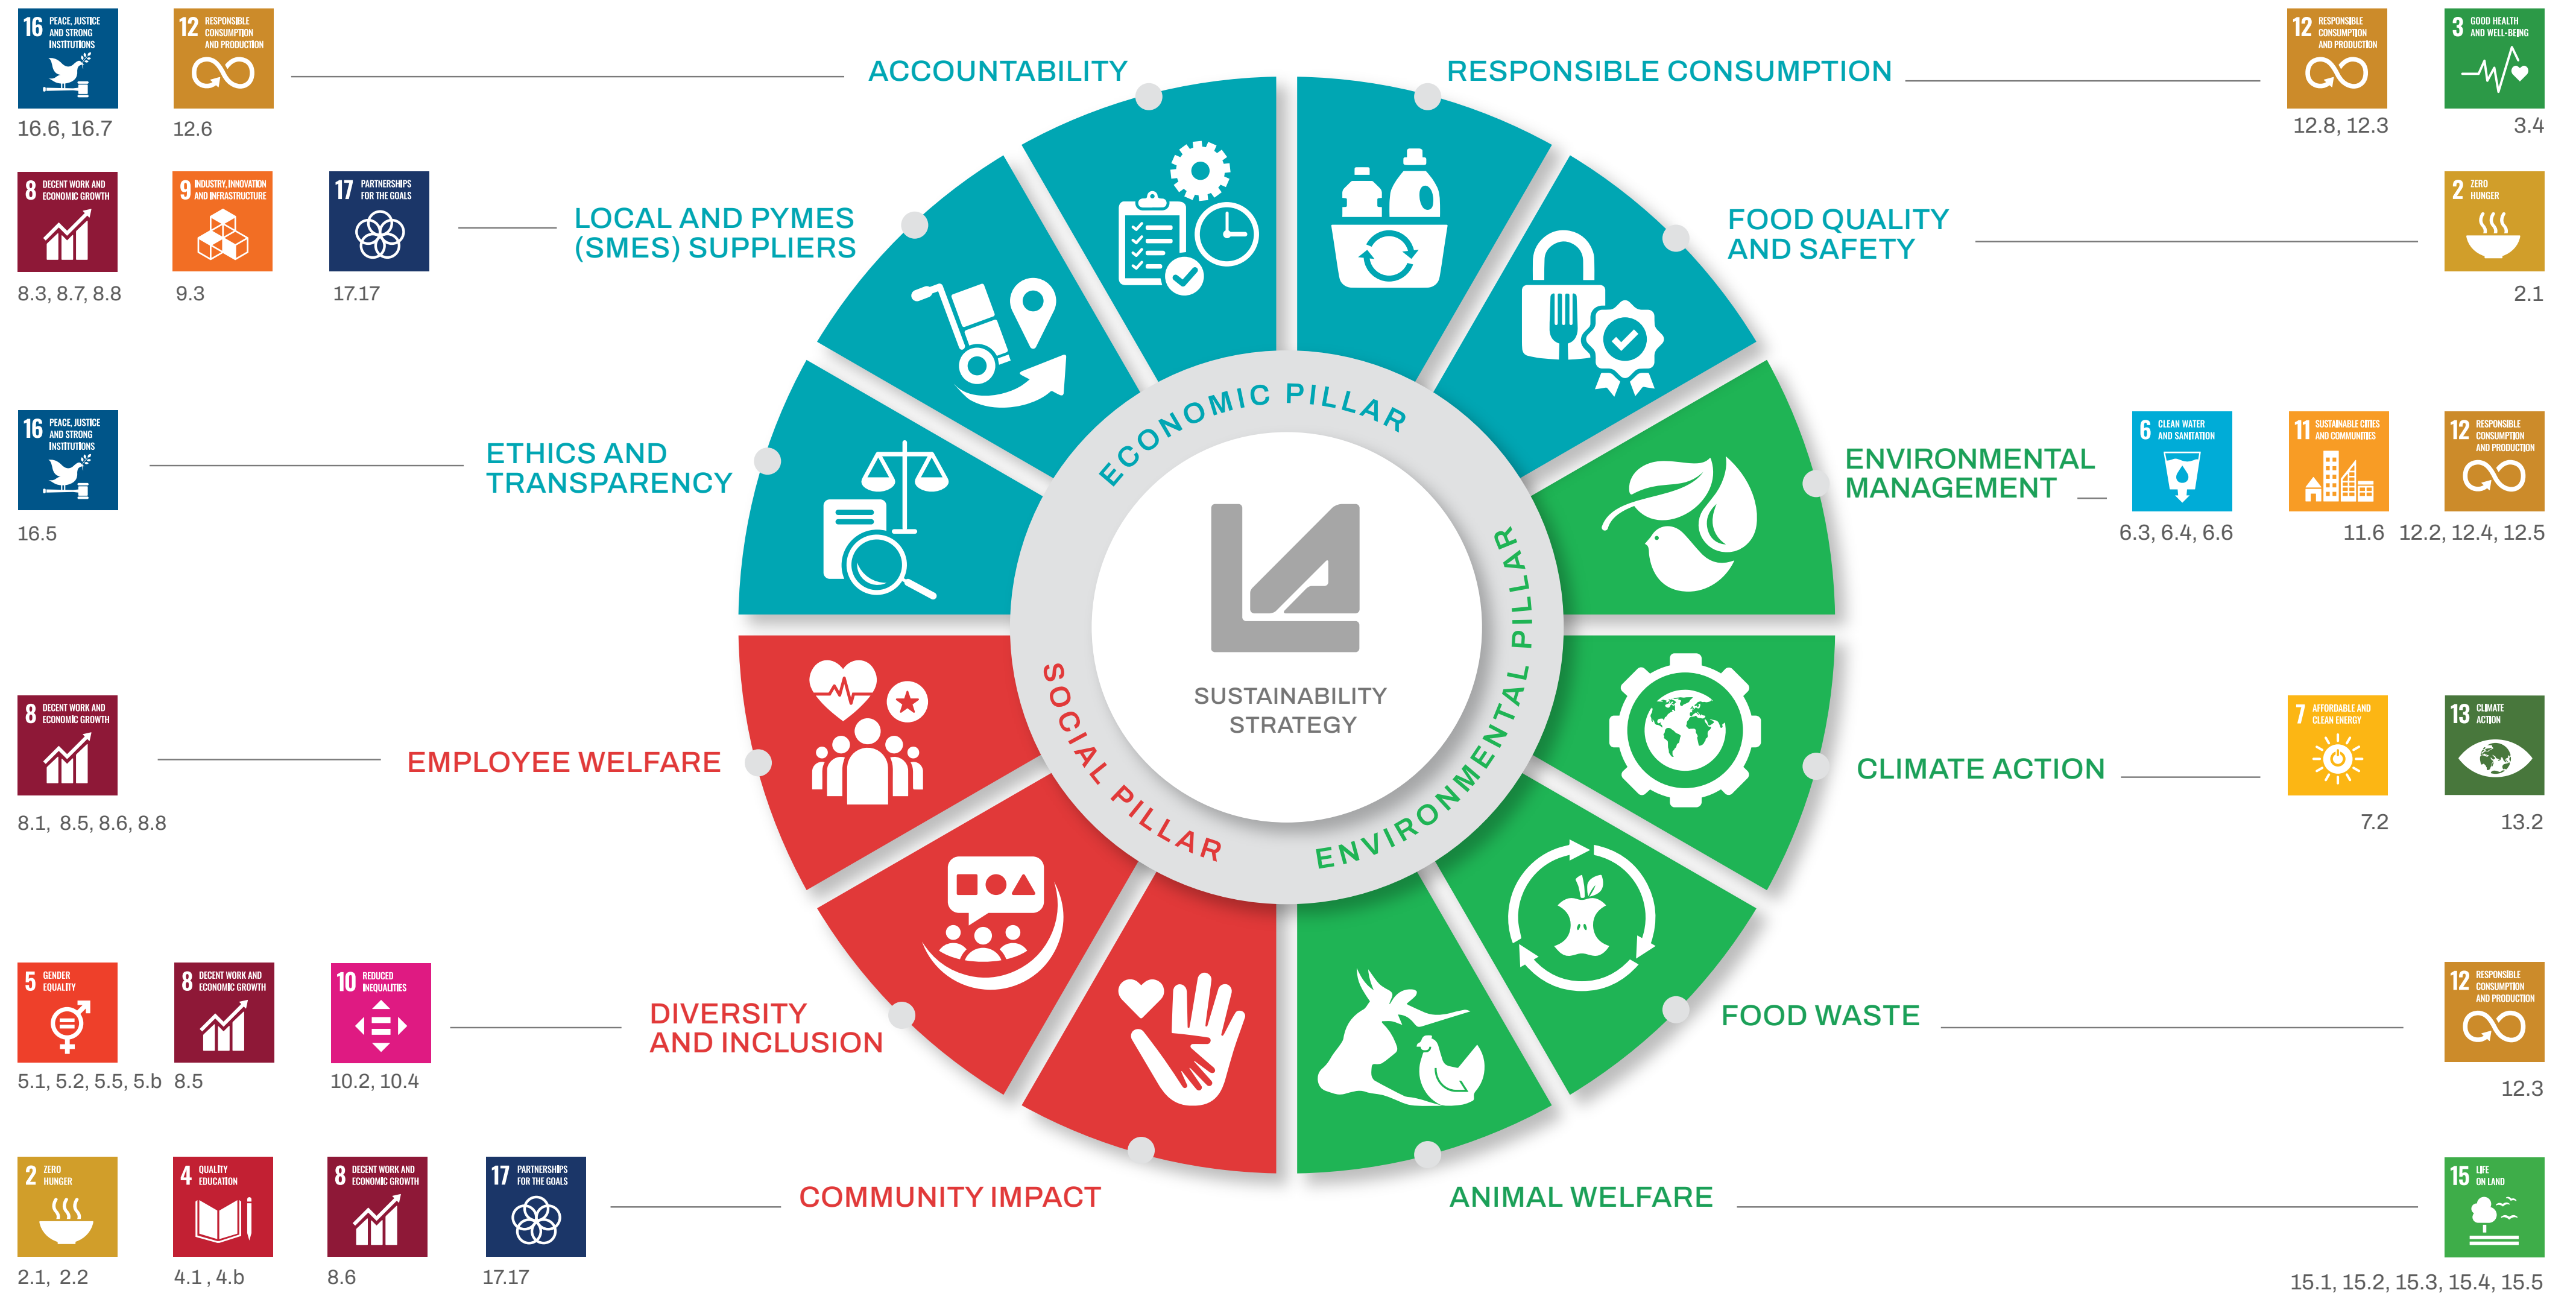 16 PEACE, JUSTICE
AND STRONG
INSTITUTIONS
16.6, 16.7
12 RESPONSIBLE
CONSUMPTION
AND PRODUCTION
12.6
ACCOUNTABILITY
8 DECENT WORK AND
ECONOMIC GROWTH
8.3, 8.7, 8.8
9 INDUSTRY, INNOVATION
AND INFRASTRUCTURE
9.3
17 PARTNERSHIPS
FOR THE GOALS
17.17
LOCAL AND PYMES
(SMES) SUPPLIERS
16 PEACE, JUSTICE
AND STRONG
INSTITUTIONS
16.5
ETHICS AND
TRANSPARENCY
8 DECENT WORK AND
ECONOMIC GROWTH
8.1, 8.5, 8.6, 8.8
EMPLOYEE WELFARE
5 GENDER
EQUALITY
5.1, 5.2, 5.5, 5.b
8 DECENT WORK AND
ECONOMIC GROWTH
8.5
10 REDUCED
INEQUALITIES
10.2, 10.4
DIVERSITY
AND INCLUSION
2 ZERO
HUNGER
2.1, 2.2
4 QUALITY
EDUCATION
4.1 , 4.b
8 DECENT WORK AND
ECONOMIC GROWTH
8.6
17 PARTNERSHIPS
FOR THE GOALS
17.17
COMMUNITY IMPACT
ECONOMIC PILLAR
SOCIAL PILLAR
ENVIRONMENTAL PILLAR
SUSTAINABILITY
STRATEGY
RESPONSIBLE CONSUMPTION
12 RESPONSIBLE
CONSUMPTION
AND PRODUCTION
12.8, 12.3
3 GOOD HEALTH
AND WELL-BEING
3.4
FOOD QUALITY
AND SAFETY
2 ZERO
HUNGER
2.1
ENVIRONMENTAL
MANAGEMENT
6 CLEAN WATER
AND SANITATION
6.3, 6.4, 6.6
11 SUSTAINABLE CITIES
AND COMMUNITIES
11.6
12 RESPONSIBLE
CONSUMPTION
AND PRODUCTION
12.2, 12.4, 12.5
CLIMATE ACTION
7 AFFORDABLE AND
CLEAN ENERGY
7.2
13 CLIMATE
ACTION
13.2
FOOD WASTE
12 RESPONSIBLE
CONSUMPTION
AND PRODUCTION
12.3
ANIMAL WELFARE
15 LIFE
ON LAND
15.1, 15.2, 15.3, 15.4, 15.5